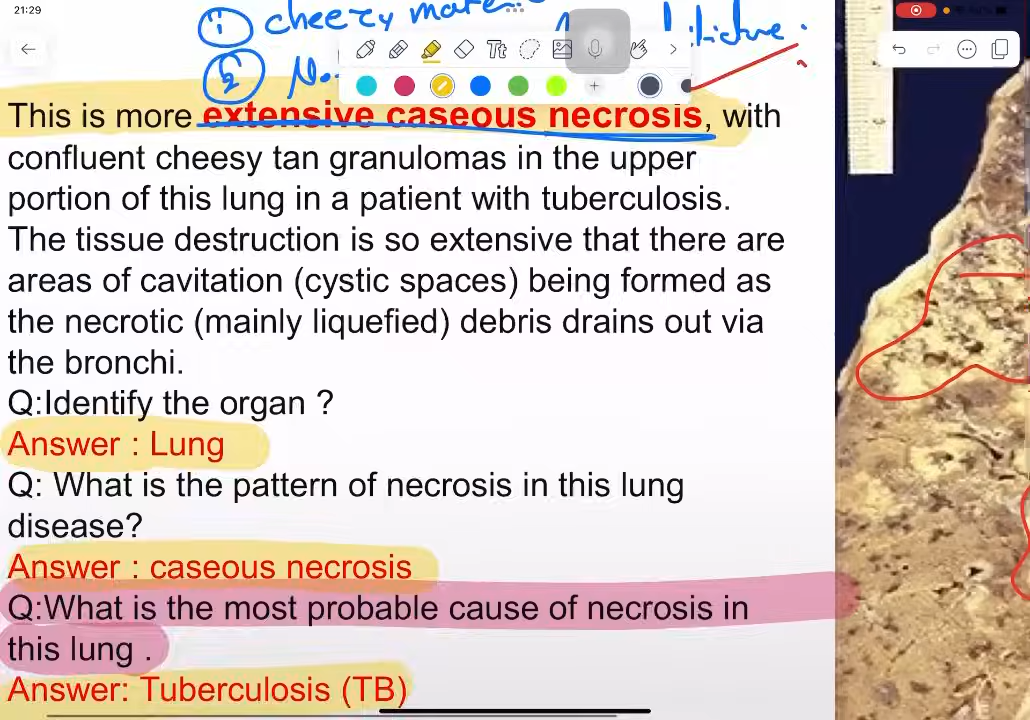 21:29
① cheezy
② No.
Tt
This is more extensive caseous necrosis, with
confluent cheesy tan granulomas in the upper
portion of this lung in a patient with tuberculosis.
The tissue destruction is so extensive that there are
areas of cavitation (cystic spaces) being formed as
the necrotic (mainly liquefied) debris drains out via
the bronchi.
Q:Identify the organ ?
Answer : Lung
Q: What is the pattern of necrosis in this lung
disease?
Answer : caseous necrosis
Q:What is the most probable cause of necrosis in
this lung .
Answer: Tuberculosis (TB)